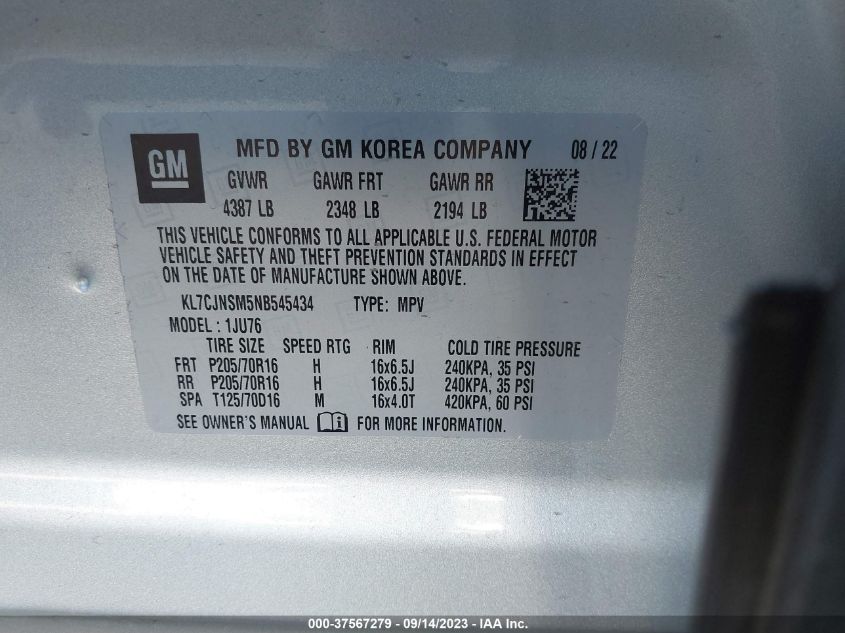 GM MFD BY GM KOREA COMPANY 08 / 22
GVWR GAWR FRT GAWR RR
4387 LB 2348 LB 2194 LB
THIS VEHICLE CONFORMS TO ALL APPLICABLE U.S. FEDERAL MOTOR
VEHICLE SAFETY AND THEFT PREVENTION STANDARDS IN EFFECT
ON THE DATE OF MANUFACTURE SHOWN ABOVE.
KL7CJNSM5NB545434 TYPE: MPV
MODEL : 1JU76
TIRE SIZE SPEED RTG RIM COLD TIRE PRESSURE
FRT P205/70R16 H 16x6.5J 240KPA, 35 PSI
RR P205/70R16 H 16x6.5J 240KPA, 35 PSI
SPA T125/70D16 M 16x4.0T 420KPA, 60 PSI
SEE OWNER'S MANUAL i FOR MORE INFORMATION.
000-37567279 - 09/14/2023 - IAA Inc.